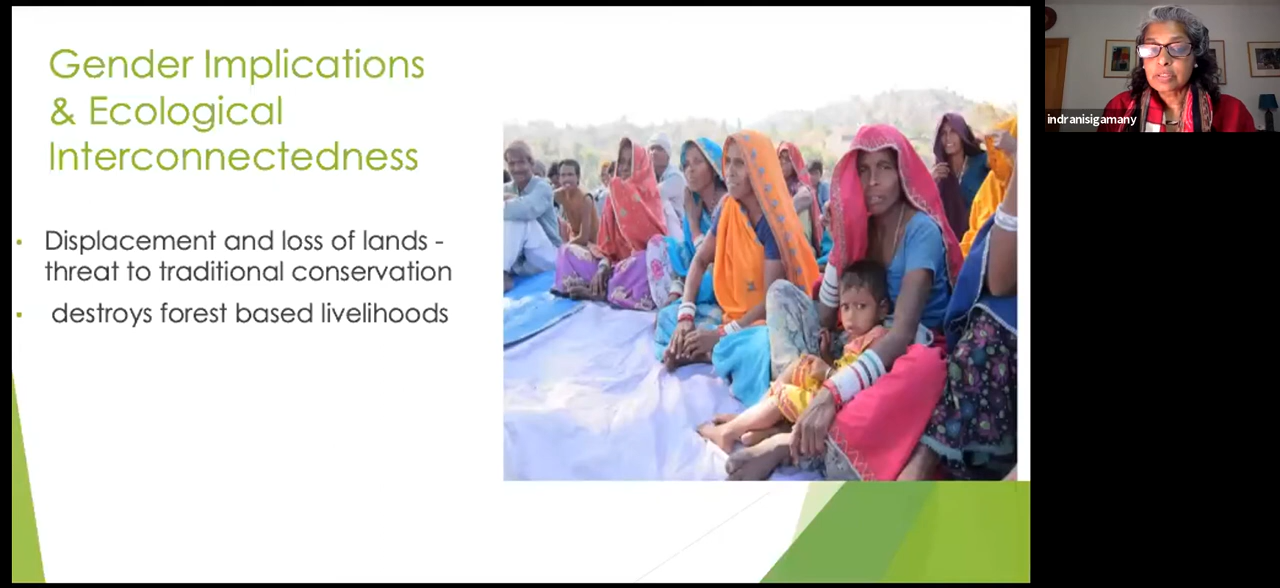 Gender Implications
& Ecological
Interconnectedness
• Displacement and loss of lands -
threat to traditional conservation
• destroys forest based livelihoods
indranisigamany